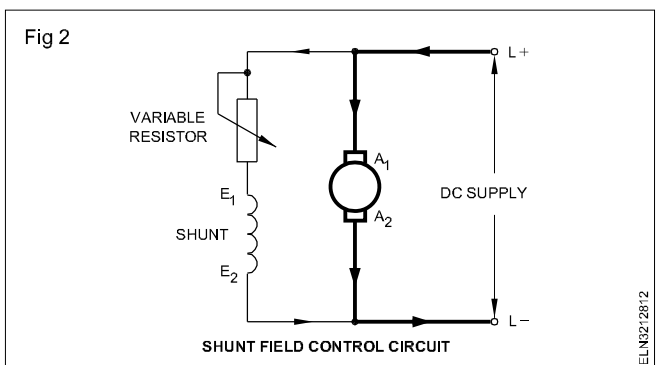 Fig 2
L +
VARIABLE
RESISTOR
A1
E1
DC SUPPLY
SHUNT
A2
E2
L −
SHUNT FIELD CONTROL CIRCUIT
ELN3212812